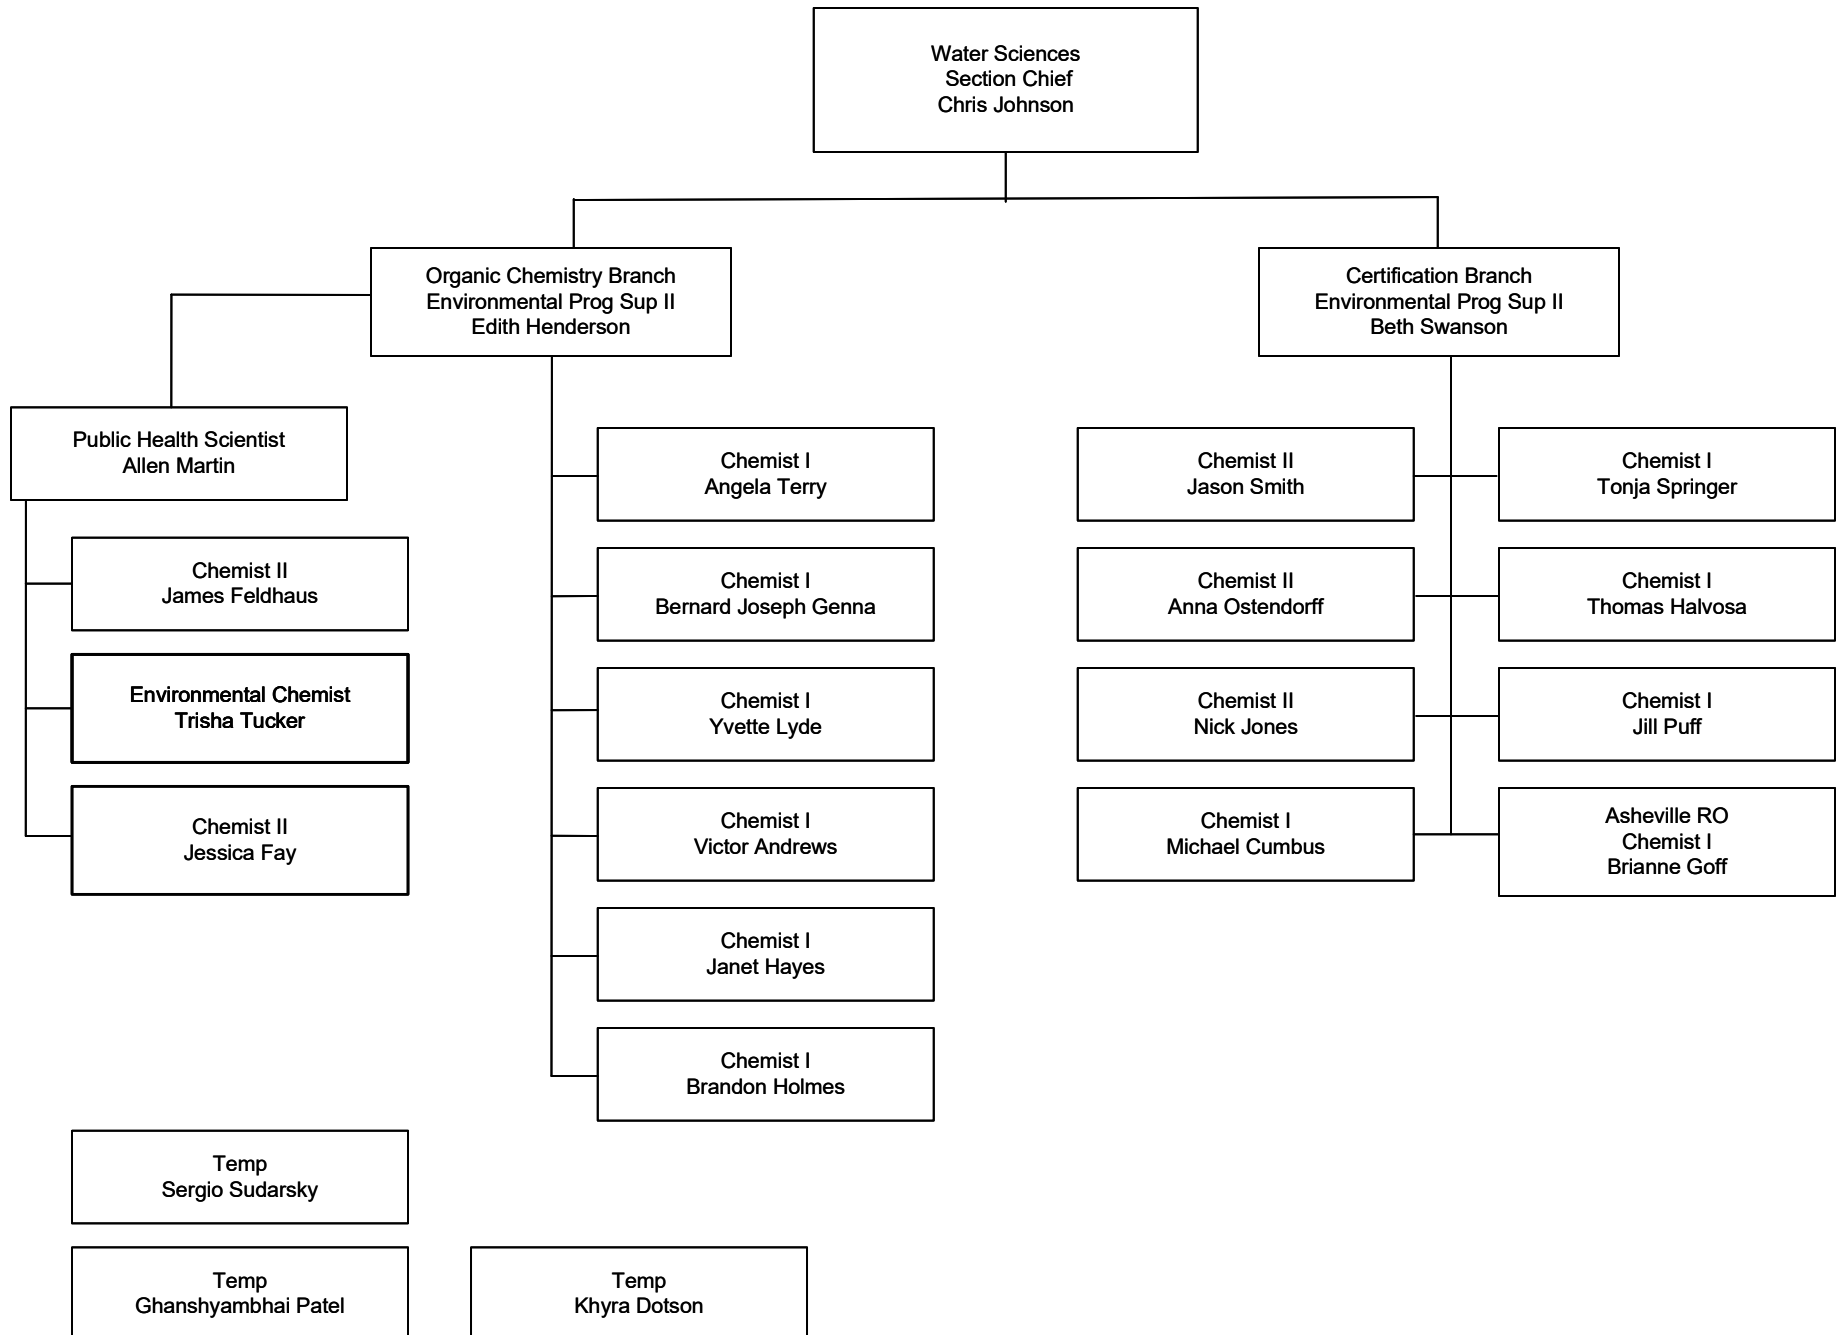 Water Sciences
Section Chief
Chris Johnson
Organic Chemistry Branch
Environmental Prog Sup II
Edith Henderson
Certification Branch
Environmental Prog Sup II
Beth Swanson
Public Health Scientist
Allen Martin
Chemist II
James Feldhaus
Environmental Chemist
Trisha Tucker
Chemist II
Jessica Fay
Chemist I
Angela Terry
Chemist I
Bernard Joseph Genna
Chemist I
Yvette Lyde
Chemist I
Victor Andrews
Chemist I
Janet Hayes
Chemist I
Brandon Holmes
Chemist II
Jason Smith
Chemist II
Anna Ostendorff
Chemist II
Nick Jones
Chemist I
Michael Cumbus
Chemist I
Tonja Springer
Chemist I
Thomas Halvosa
Chemist I
Jill Puff
Asheville RO
Chemist I
Brianne Goff
Temp
Sergio Sudarsky
Temp
Ghanshyambhai Patel
Temp
Khyra Dotson